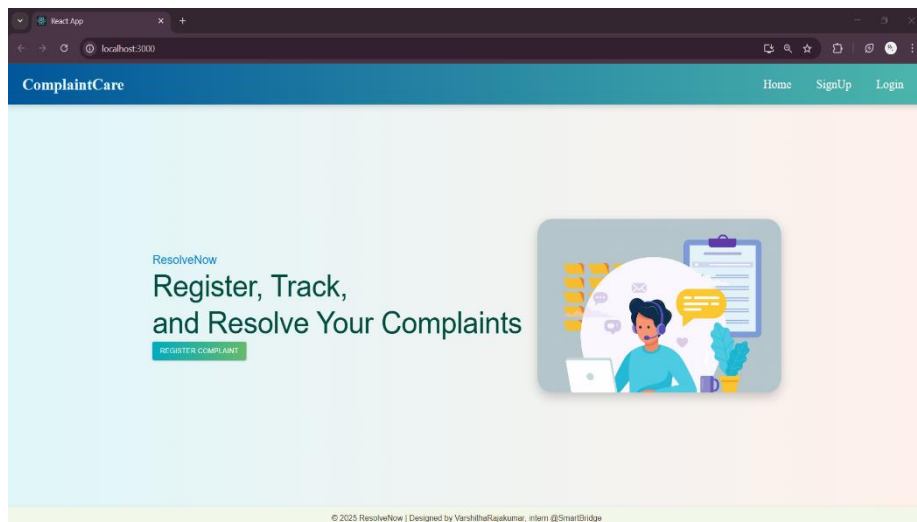 React App
localhost:3000
ComplaintCare
Home SignUp Login
ResolveNow
Register, Track,
and Resolve Your Complaints
REGISTER COMPLAINT
© 2025 ResolveNow | Designed by VarshithaRajakumar, intern @SmartBridge